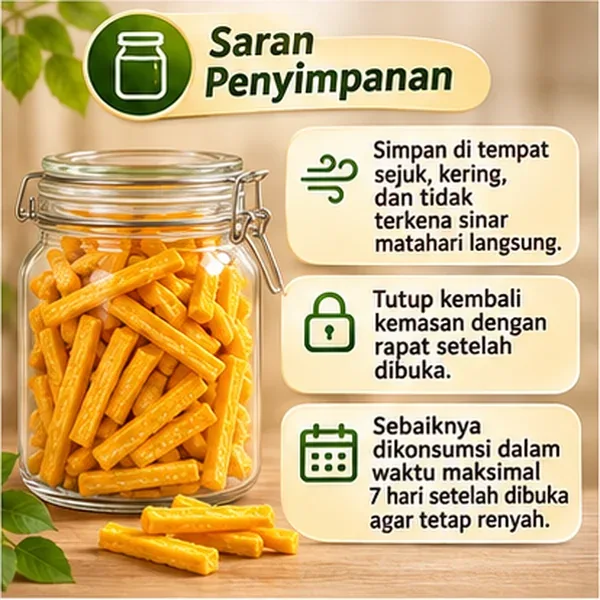 Saran
Penyimpanan
Simpan di tempat
sejuk, kering,
dan tidak
terkena sinar
matahari langsung.
Tutup kembali
kemasan dengan
rapat setelah
dibuka.
Sebaiknya
dikonsumsi dalam
waktu maksimal
7 hari setelah dibuka
agar tetap renyah.